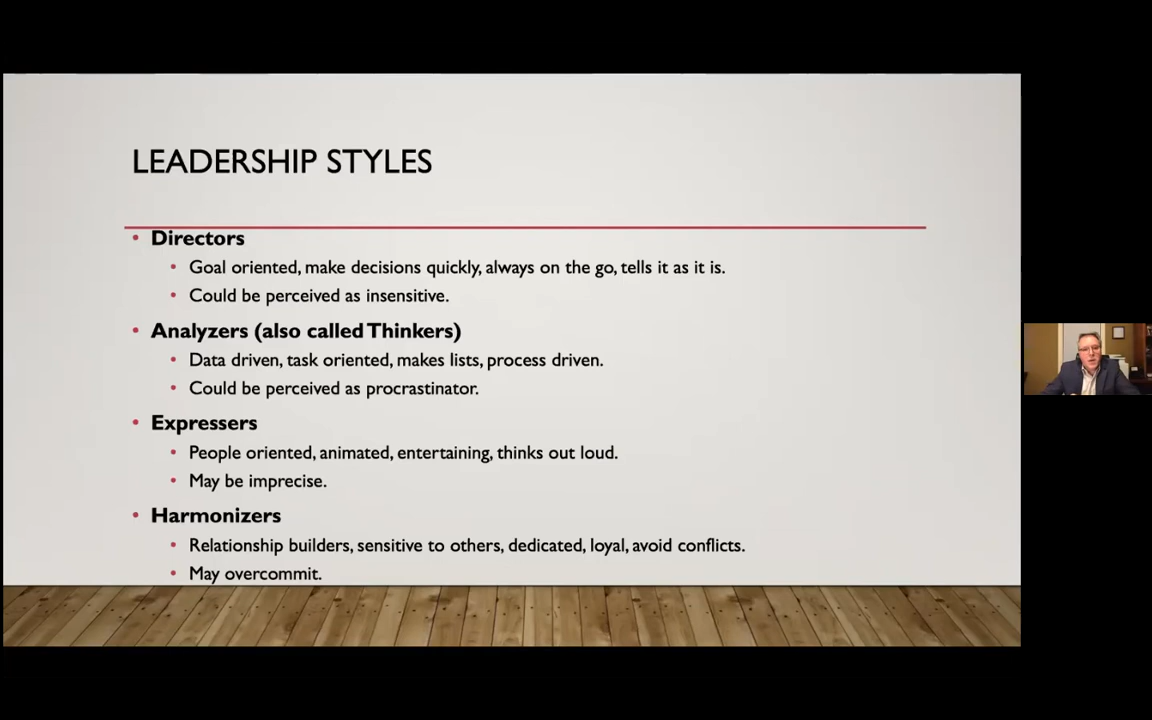 LEADERSHIP STYLES
• Directors
• Goal oriented, make decisions quickly, always on the go, tells it as it is.
• Could be perceived as insensitive.
• Analyzers (also called Thinkers)
• Data driven, task oriented, makes lists, process driven.
• Could be perceived as procrastinator.
• Expressers
• People oriented, animated, entertaining, thinks out loud.
• May be imprecise.
• Harmonizers
• Relationship builders, sensitive to others, dedicated, loyal, avoid conflicts.
• May overcommit.